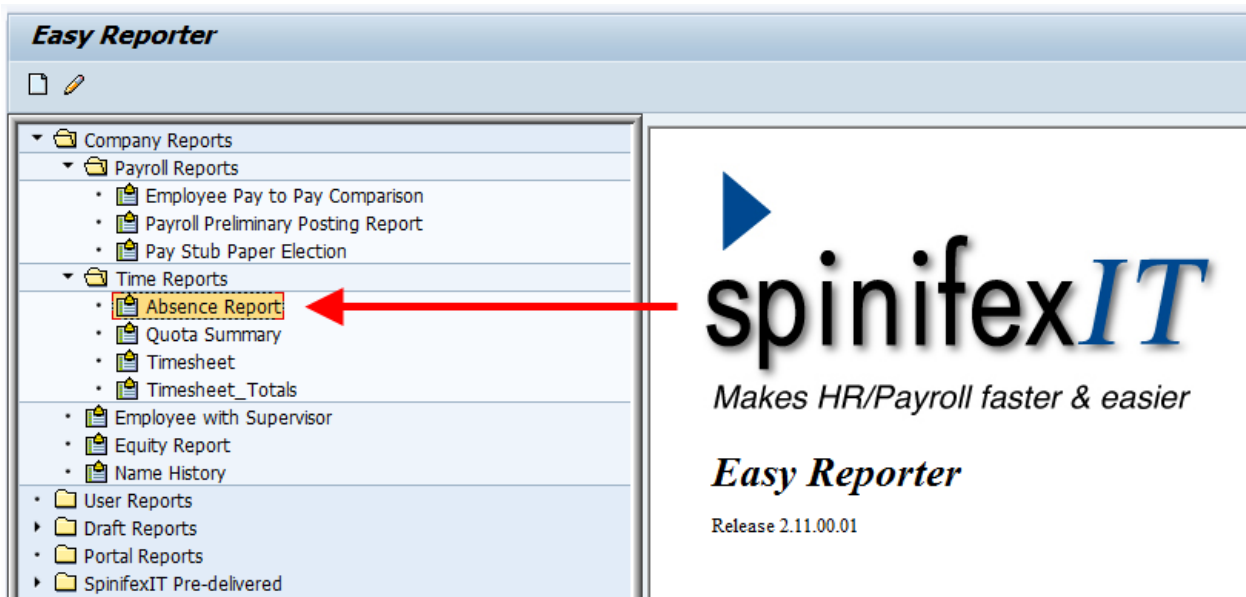 Easy Reporter
Company Reports
Payroll Reports
Employee Pay to Pay Comparison
Payroll Preliminary Posting Report
Pay Stub Paper Election
Time Reports
Absence Report
Quota Summary
Timesheet
Timesheet_Totals
Employee with Supervisor
Equity Report
Name History
User Reports
Draft Reports
Portal Reports
SpinifexIT Pre-delivered
spinifexIT
Makes HR/Payroll faster & easier
Easy Reporter
Release 2.11.00.01